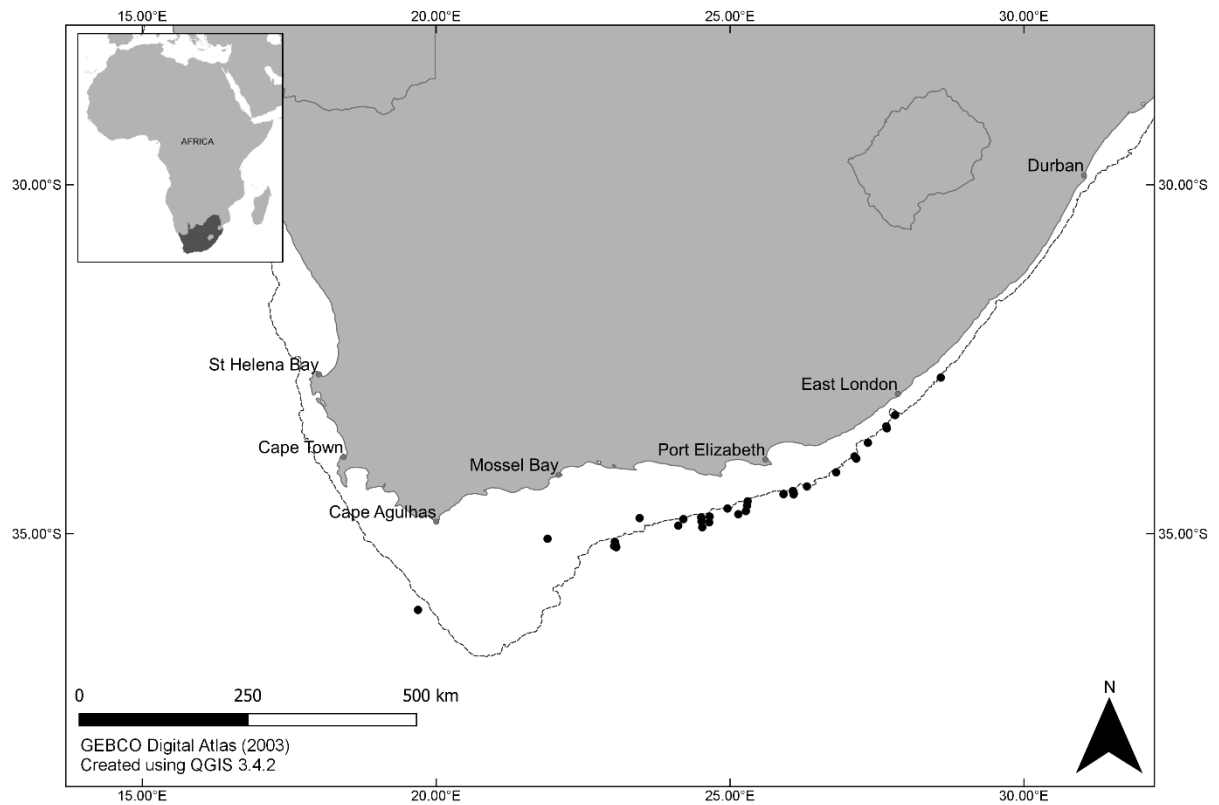 15.00°E 20.00°E 25.00°E 30.00°E
AFRICA
Durban
30.00°S 30.00°S
St Helena Bay
East London
Cape Town
Port Elizabeth
Mossel Bay
Cape Agulhas
35.00°S 35.00°S
N
0 250 500 km
GEBCO Digital Atlas (2003)
Created using QGIS 3.4.2
15.00°E 20.00°E 25.00°E 30.00°E